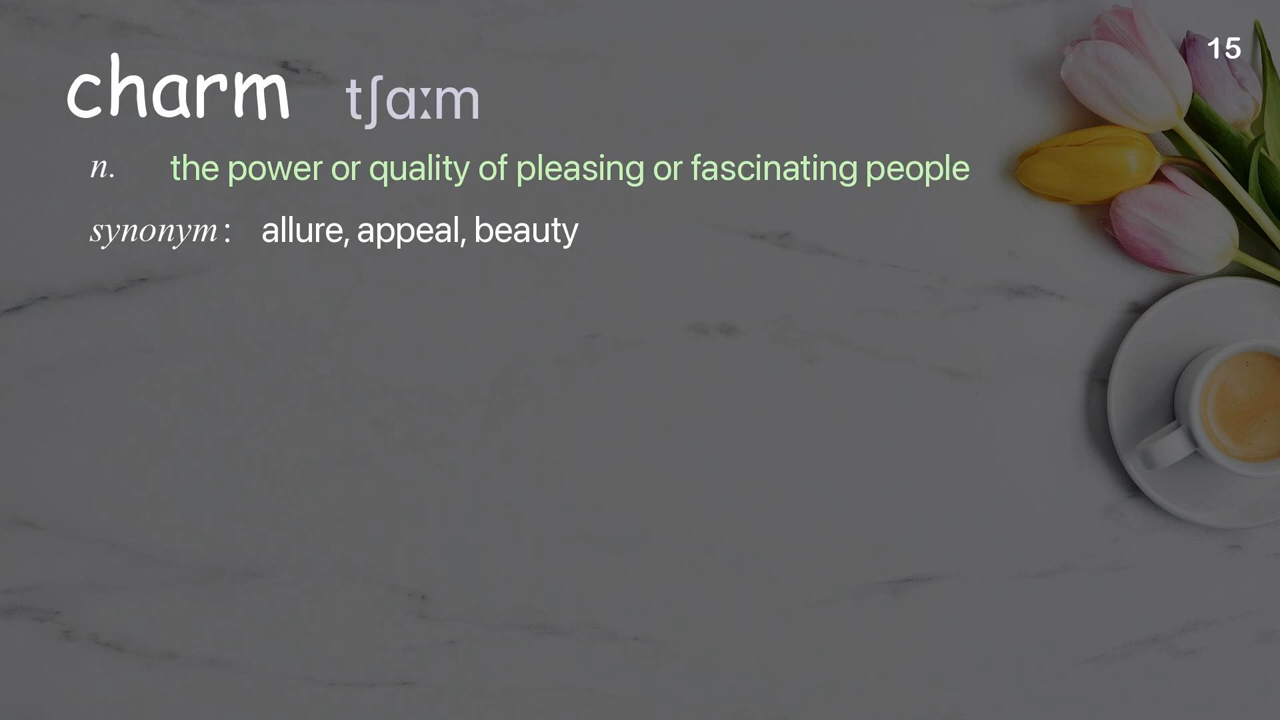 15
charm tʃɑːm
n. the power or quality of pleasing or fascinating people
synonym: allure, appeal, beauty